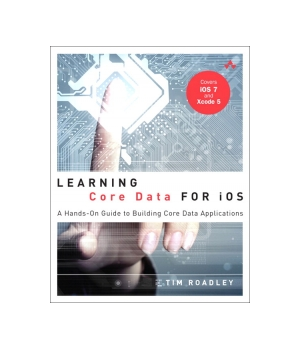 Covers
iOS 7
and
Xcode 5
LEARNING
Core Data FOR iOS
A Hands-On Guide to Building Core Data Applications
TIM ROADLEY